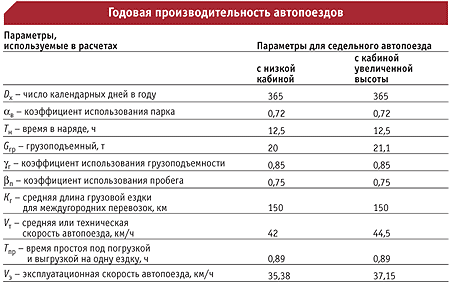 Годовая производительность автопоездов
Параметры,
используемые в расчетах
Параметры для седельного автопоезда
с низкой
кабиной
с кабиной
увеличенной
высоты
Dк – число календарных дней в году 365 365
αв – коэффициент использования парка 0,72 0,72
Tн – время в наряде, ч 12,5 12,5
Gгр – грузоподъемный, т 20 21,1
γг – коэффициент использования грузоподъемности 0,85 0,85
βп – коэффициент использования пробега 0,75 0,75
Kг – средняя длина грузовой ездки
для междугородних перевозок, км 150 150
Vт – средняя или техническая
скорость автопоезда, км/ч 42 44,5
Tпр – время простоя под погрузкой
и выгрузкой на одну ездку, ч 0,89 0,89
Vэ – эксплуатационная скорость автопоезда, км/ч 35,38 37,15